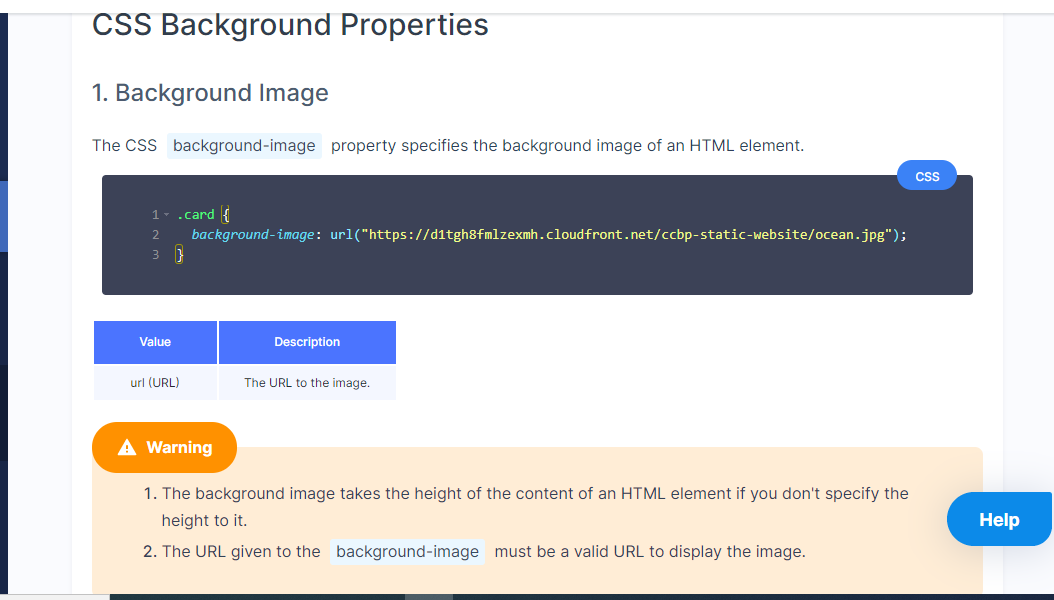 CSS Background Properties
1. Background Image
The CSS background-image property specifies the background image of an HTML element.
CSS
1 .card {
2 background-image: url("https://d1tgh8fmlzexmh.cloudfront.net/ccbp-static-website/ocean.jpg");
3 }
Value Description
url (URL) The URL to the image.
Warning
1. The background image takes the height of the content of an HTML element if you don't specify the
height to it.
2. The URL given to the background-image must be a valid URL to display the image.
Help